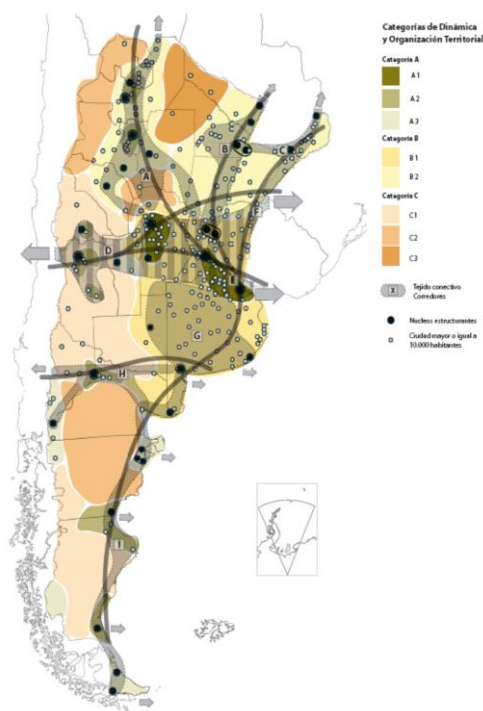 Categorías de Dinámica
y Organización Territorial
Categoría A
A 1
A 2
A 3
Categoría B
B 1
B 2
Categoría C
C1
C2
C3
X
Tejido conectivo
Corredores
Núcleos estructurantes
Ciudad mayor o igual a
10.000 habitantes
B
C
A
F
D
E
G
H
I